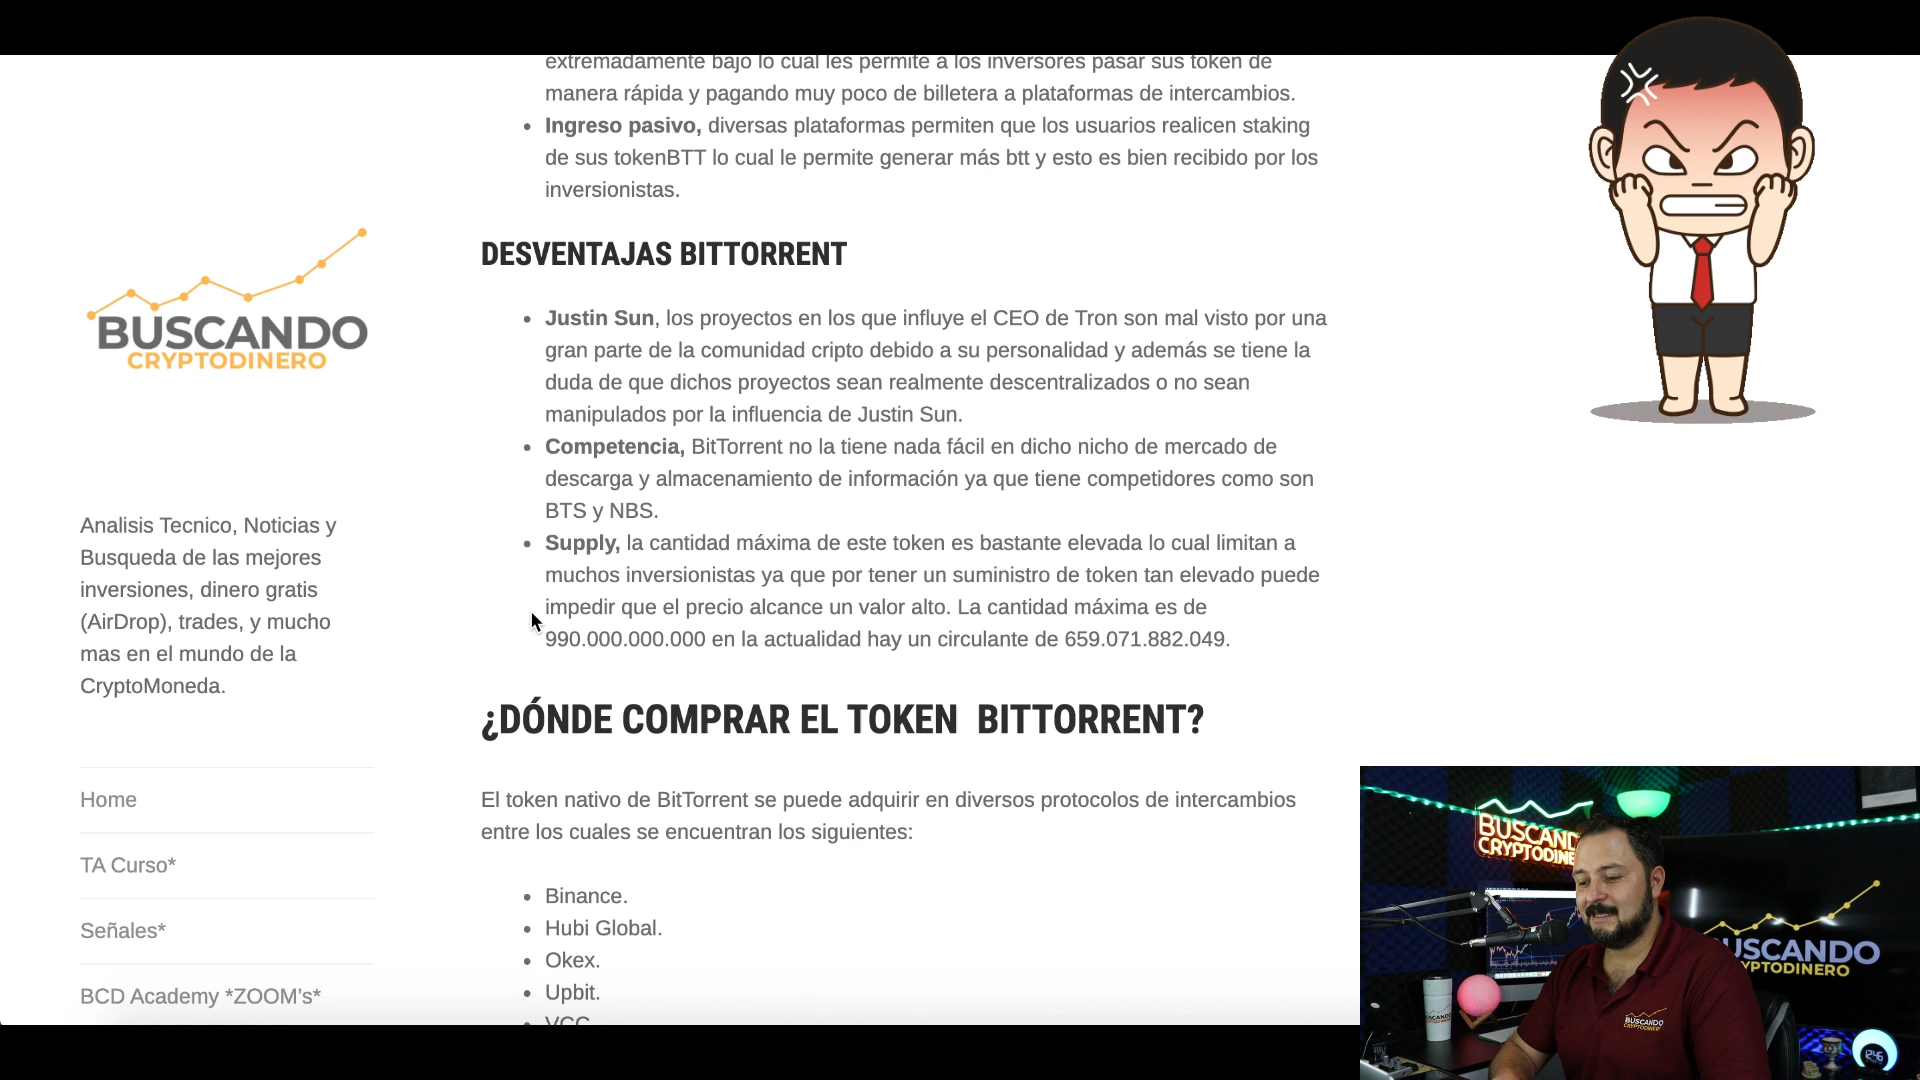 extremadamente bajo lo cual les permite a los inversores pasar sus token de
manera rápida y pagando muy poco de billetera a plataformas de intercambios.
Ingreso pasivo, diversas plataformas permiten que los usuarios realicen staking
de sus tokenBTT lo cual le permite generar más btt y esto es bien recibido por los
inversionistas.
DESVENTAJAS BITTORRENT
Justin Sun, los proyectos en los que influye el CEO de Tron son mal visto por una
gran parte de la comunidad cripto debido a su personalidad y además se tiene la
duda de que dichos proyectos sean realmente descentralizados o no sean
manipulados por la influencia de Justin Sun.
Competencia, BitTorrent no la tiene nada fácil en dicho nicho de mercado de
descarga y almacenamiento de información ya que tiene competidores como son
BTS y NBS.
Supply, la cantidad máxima de este token es bastante elevada lo cual limitan a
muchos inversionistas ya que por tener un suministro de token tan elevado puede
impedir que el precio alcance un valor alto. La cantidad máxima es de
990.000.000.000 en la actualidad hay un circulante de 659.071.882.049.
¿DÓNDE COMPRAR EL TOKEN BITTORRENT?
El token nativo de BitTorrent se puede adquirir en diversos protocolos de intercambios
entre los cuales se encuentran los siguientes:
Binance.
Hubi Global.
Okex.
Upbit.
VCC
BUSCANDO
CRYPTODINERO
Analisis Tecnico, Noticias y
Busqueda de las mejores
inversiones, dinero gratis
(AirDrop), trades, y mucho
mas en el mundo de la
CryptoMoneda.
Home
TA Curso*
Señales*
BCD Academy *ZOOM's*
BUSCAND
CRYPTODINE
USCANDO
YPTODINERO
BUSCANDO
CRYPTODINERO